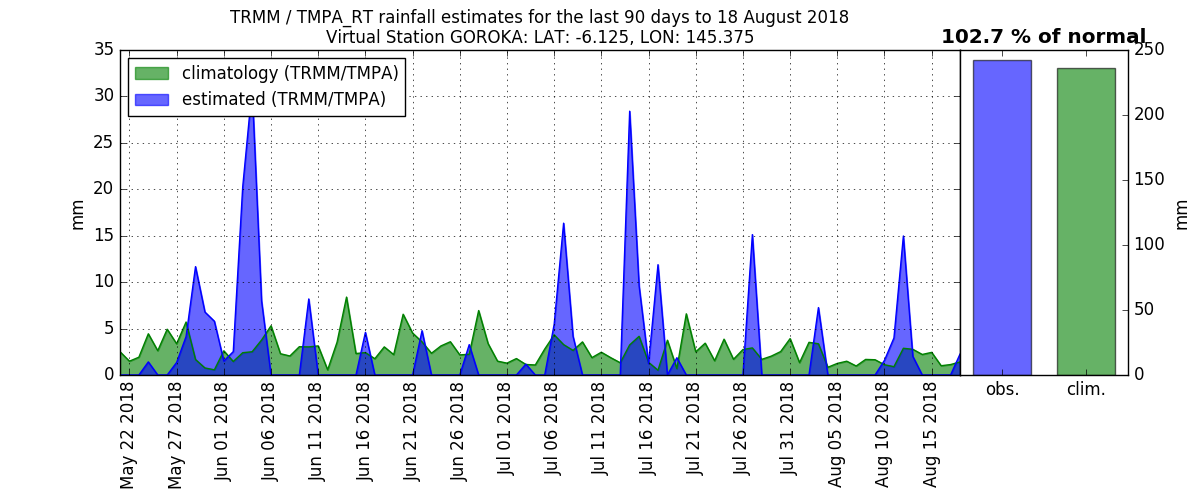 TRMM / TMPA_RT rainfall estimates for the last 90 days to 18 August 2018
Virtual Station GOROKA: LAT: -6.125, LON: 145.375
102.7 % of normal
climatology (TRMM/TMPA)
estimated (TRMM/TMPA)
mm
35
30
25
20
15
10
5
0
250
200
150
100
50
0
mm
May 22 2018
May 27 2018
Jun 01 2018
Jun 06 2018
Jun 11 2018
Jun 16 2018
Jun 21 2018
Jun 26 2018
Jul 01 2018
Jul 06 2018
Jul 11 2018
Jul 16 2018
Jul 21 2018
Jul 26 2018
Jul 31 2018
Aug 05 2018
Aug 10 2018
Aug 15 2018
obs.
clim.